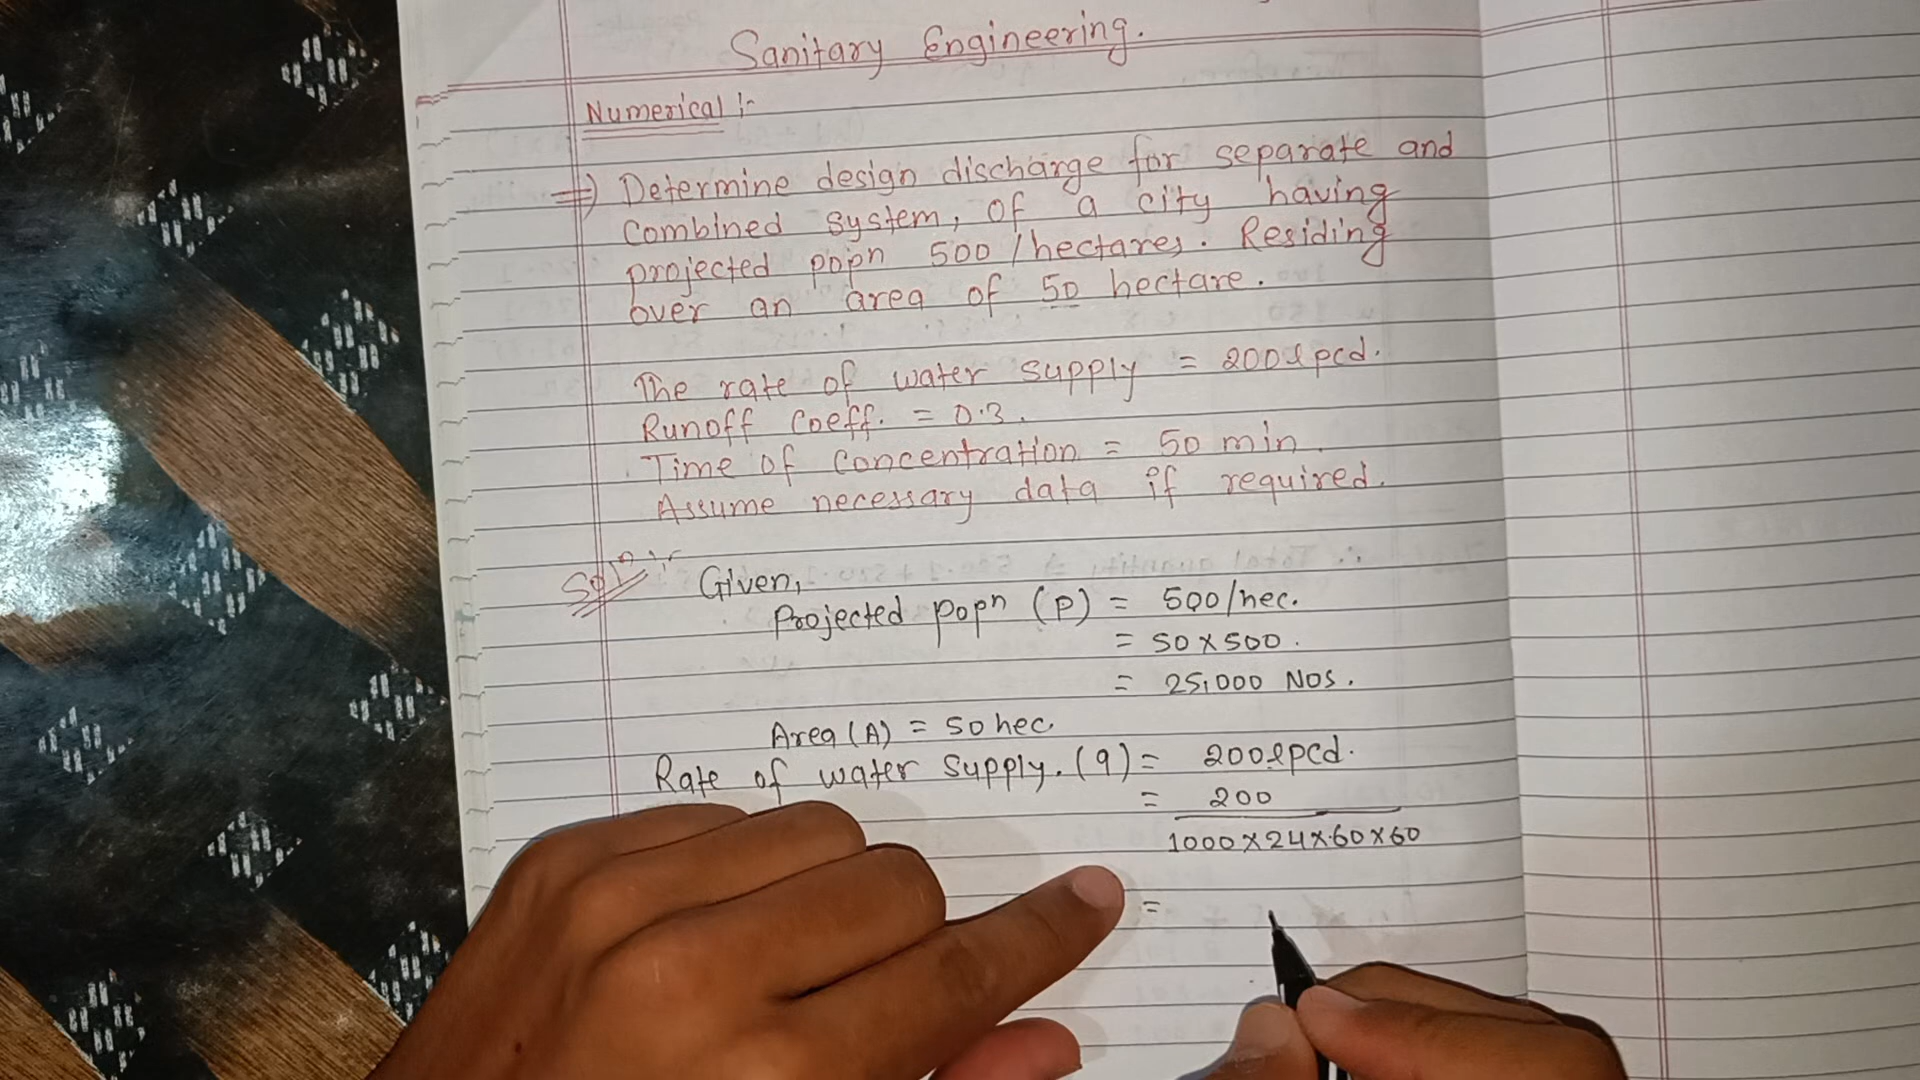 Sanitary Engineering.
Numerical :-
⇒ Determine design discharge for separate and
combined system, of a city having
projected popn 500 / hectares. Residing
over an area of 50 hectare.
The rate of water supply = 200 lpcd.
Runoff Coeff. = 0.3.
Time of concentration = 50 min.
Assume necessary data if required.
Soln :-
Given,
Projected popn (P) = 500/hec.
= 50 x 500.
= 25,000 Nos.
Area (A) = 50 hec.
Rate of water supply. (q) = 200 lpcd.
= 200
1000 x 24 x 60 x 60
=